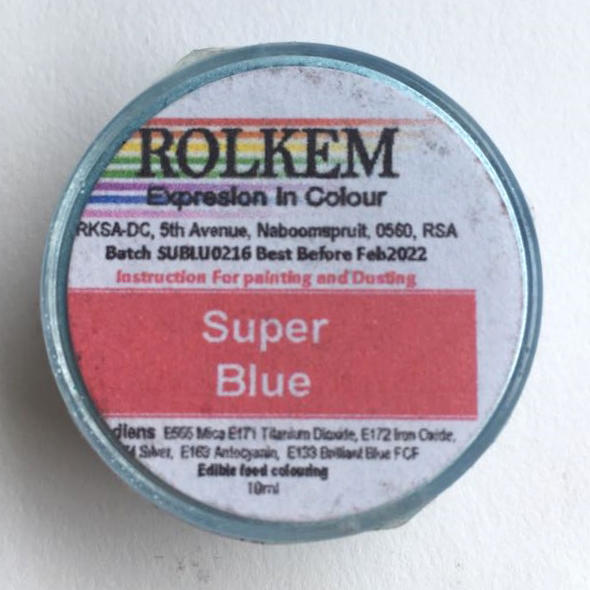 ROLKEM
Expresion In Colour
RKSA-DC, 5th Avenue, Naboomspruit, 0560, RSA
Batch SUBLU0216 Best Before Feb2022
Instruction For painting and Dusting
Super
Blue
diens E555 Mica E171 Titanium Dioxide, E172 Iron Oxide,
Silver, E163 Antocyanin, E133 Brilliant Blue FCF
Edible food colouring
10ml